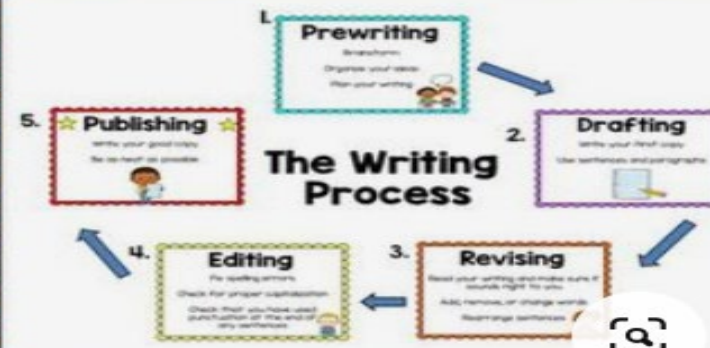 1.
Prewriting
Brainstorm
Organize your ideas
Plan your writing
2.
Drafting
Write your first copy
Use sentences and paragraphs
3.
Revising
Read your writing and make sure it
sounds right to you
Add, remove, or change words
Rearrange sentences
4.
Editing
Fix spelling errors
Check for proper capitalization
Check that you have used
punctuation at the end of
any sentences
5.
Publishing
Write your good copy
Be as neat as possible
The Writing
Process